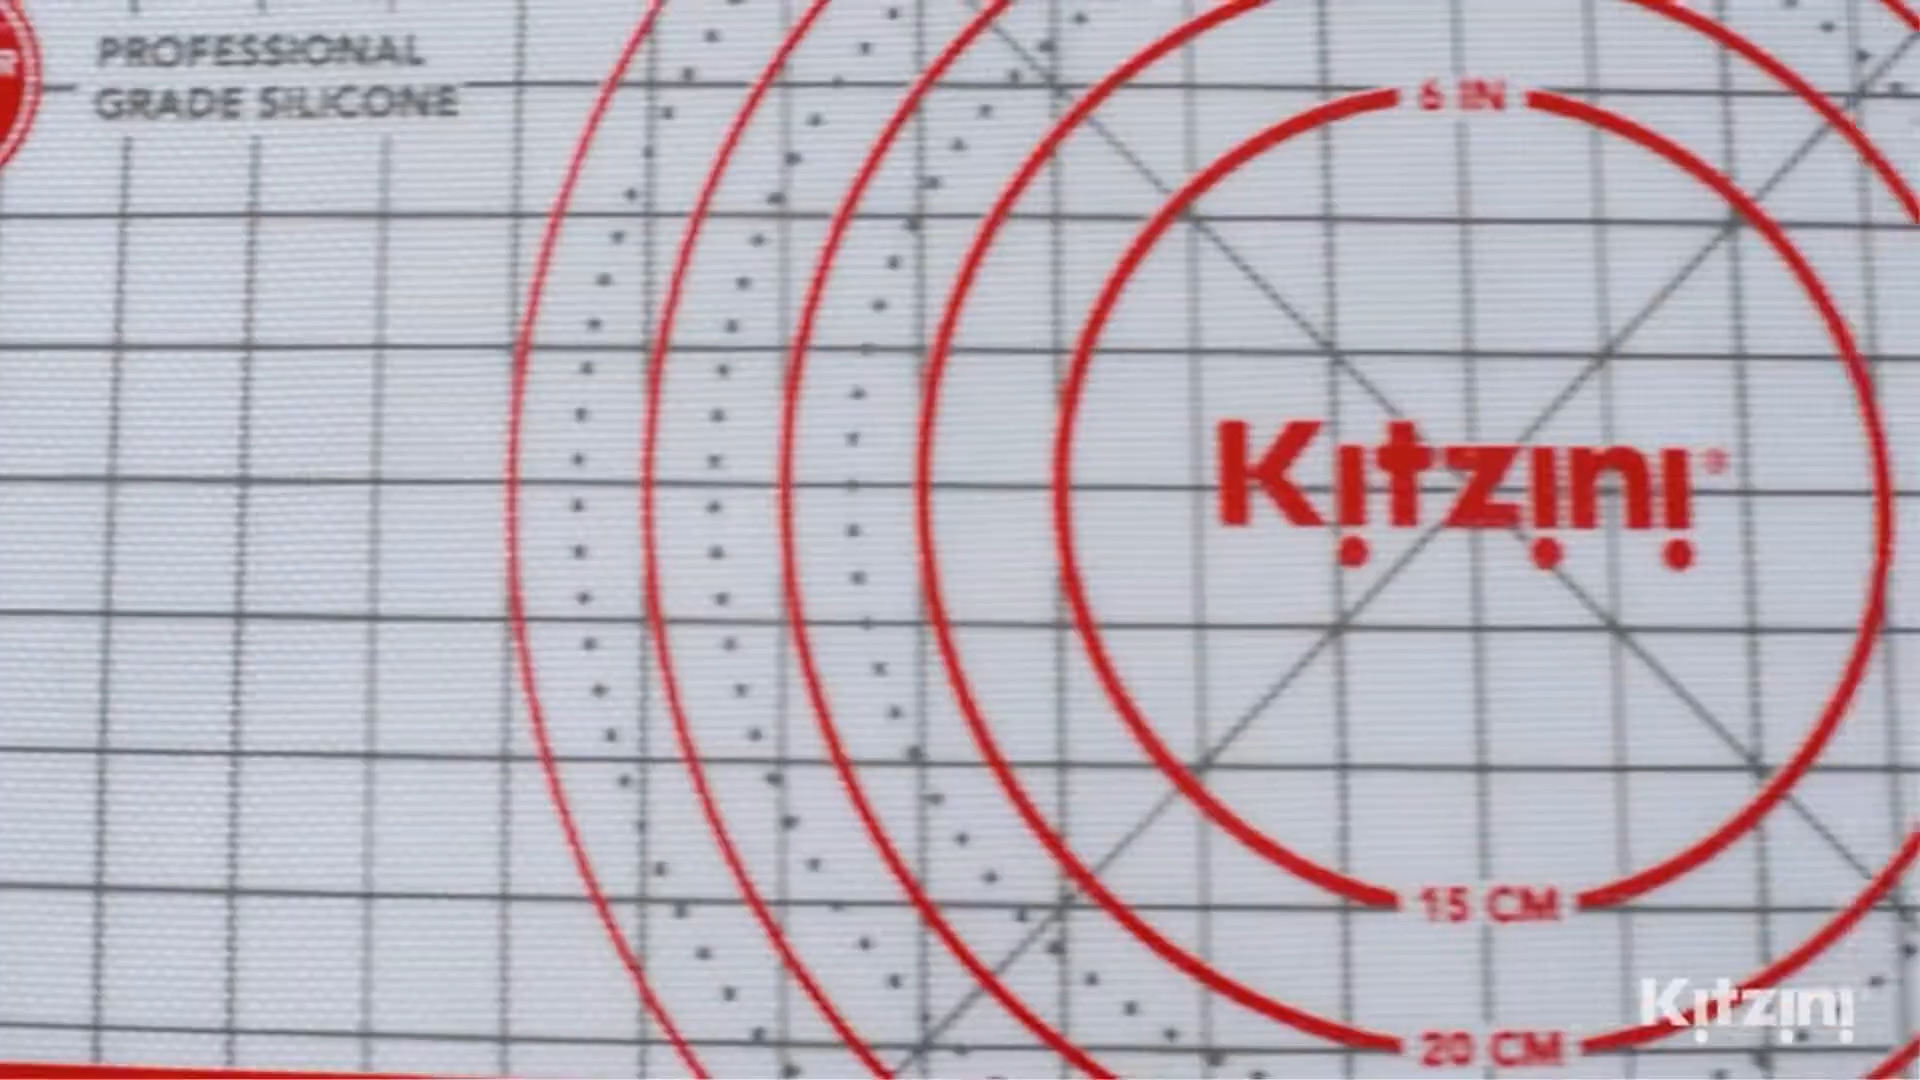 PROFESSIONAL
GRADE SILICONE
6 IN
Kitzini®
15 CM
20 CM
Kitzini